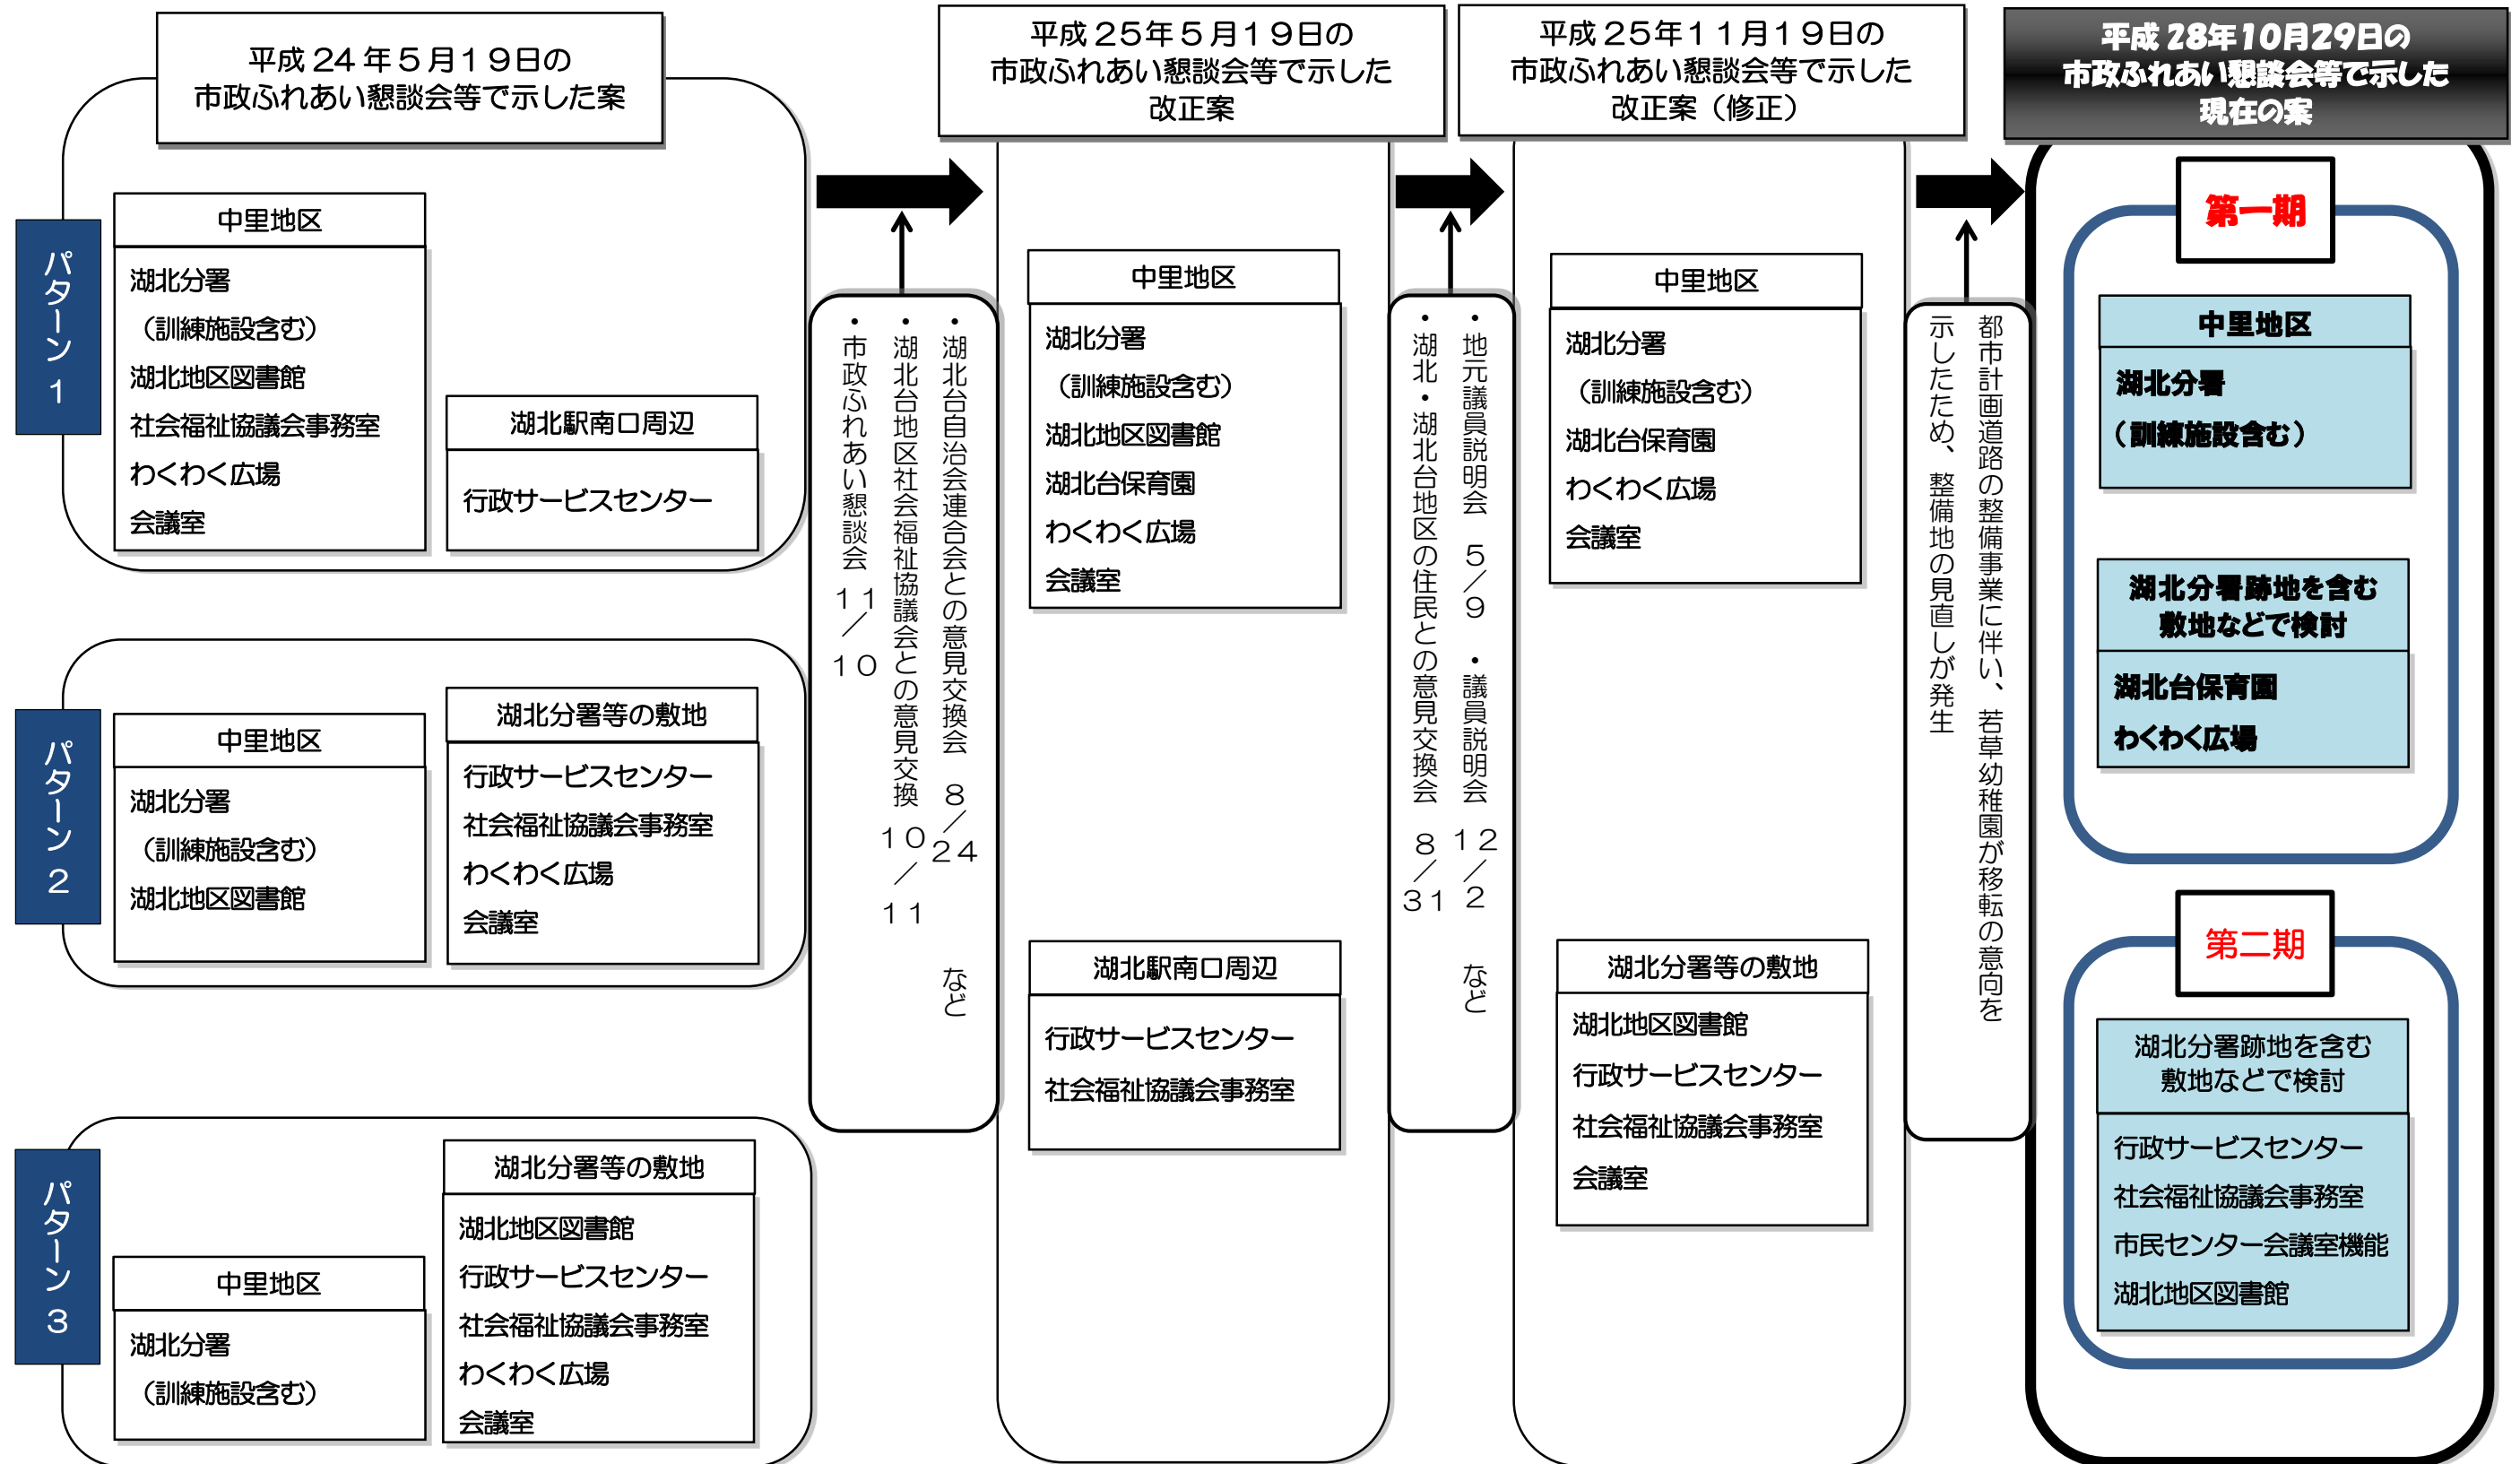 平成24年5月19日の
市政ふれあい懇談会等で示した案
パターン1
中里地区
湖北分署
（訓練施設含む）
湖北地区図書館
社会福祉協議会事務室
わくわく広場
会議室
湖北駅南口周辺
行政サービスセンター
パターン2
中里地区
湖北分署
（訓練施設含む）
湖北地区図書館
湖北分署等の敷地
行政サービスセンター
社会福祉協議会事務室
わくわく広場
会議室
パターン3
中里地区
湖北分署
（訓練施設含む）
湖北分署等の敷地
湖北地区図書館
行政サービスセンター
社会福祉協議会事務室
わくわく広場
会議室
・湖北台自治会連合会との意見交換会　8／24　など
・湖北台地区社会福祉協議会との意見交換　10／11
・市政ふれあい懇談会　11／10
平成25年5月19日の
市政ふれあい懇談会等で示した
改正案
中里地区
湖北分署
（訓練施設含む）
湖北地区図書館
湖北台保育園
わくわく広場
会議室
湖北駅南口周辺
行政サービスセンター
社会福祉協議会事務室
・地元議員説明会　5／9　・議員説明会　12／2　など
・湖北・湖北台地区の住民との意見交換会　8／31
平成25年11月19日の
市政ふれあい懇談会等で示した
改正案（修正）
中里地区
湖北分署
（訓練施設含む）
湖北台保育園
わくわく広場
会議室
湖北分署等の敷地
湖北地区図書館
行政サービスセンター
社会福祉協議会事務室
会議室
都市計画道路の整備事業に伴い、若草幼稚園が移転の意向を
示したため、整備地の見直しが発生
平成28年10月29日の
市政ふれあい懇談会等で示した
現在の案
第一期
中里地区
湖北分署
（訓練施設含む）
湖北分署跡地を含む
敷地などで検討
湖北台保育園
わくわく広場
第二期
湖北分署跡地を含む
敷地などで検討
行政サービスセンター
社会福祉協議会事務室
市民センター会議室機能
湖北地区図書館